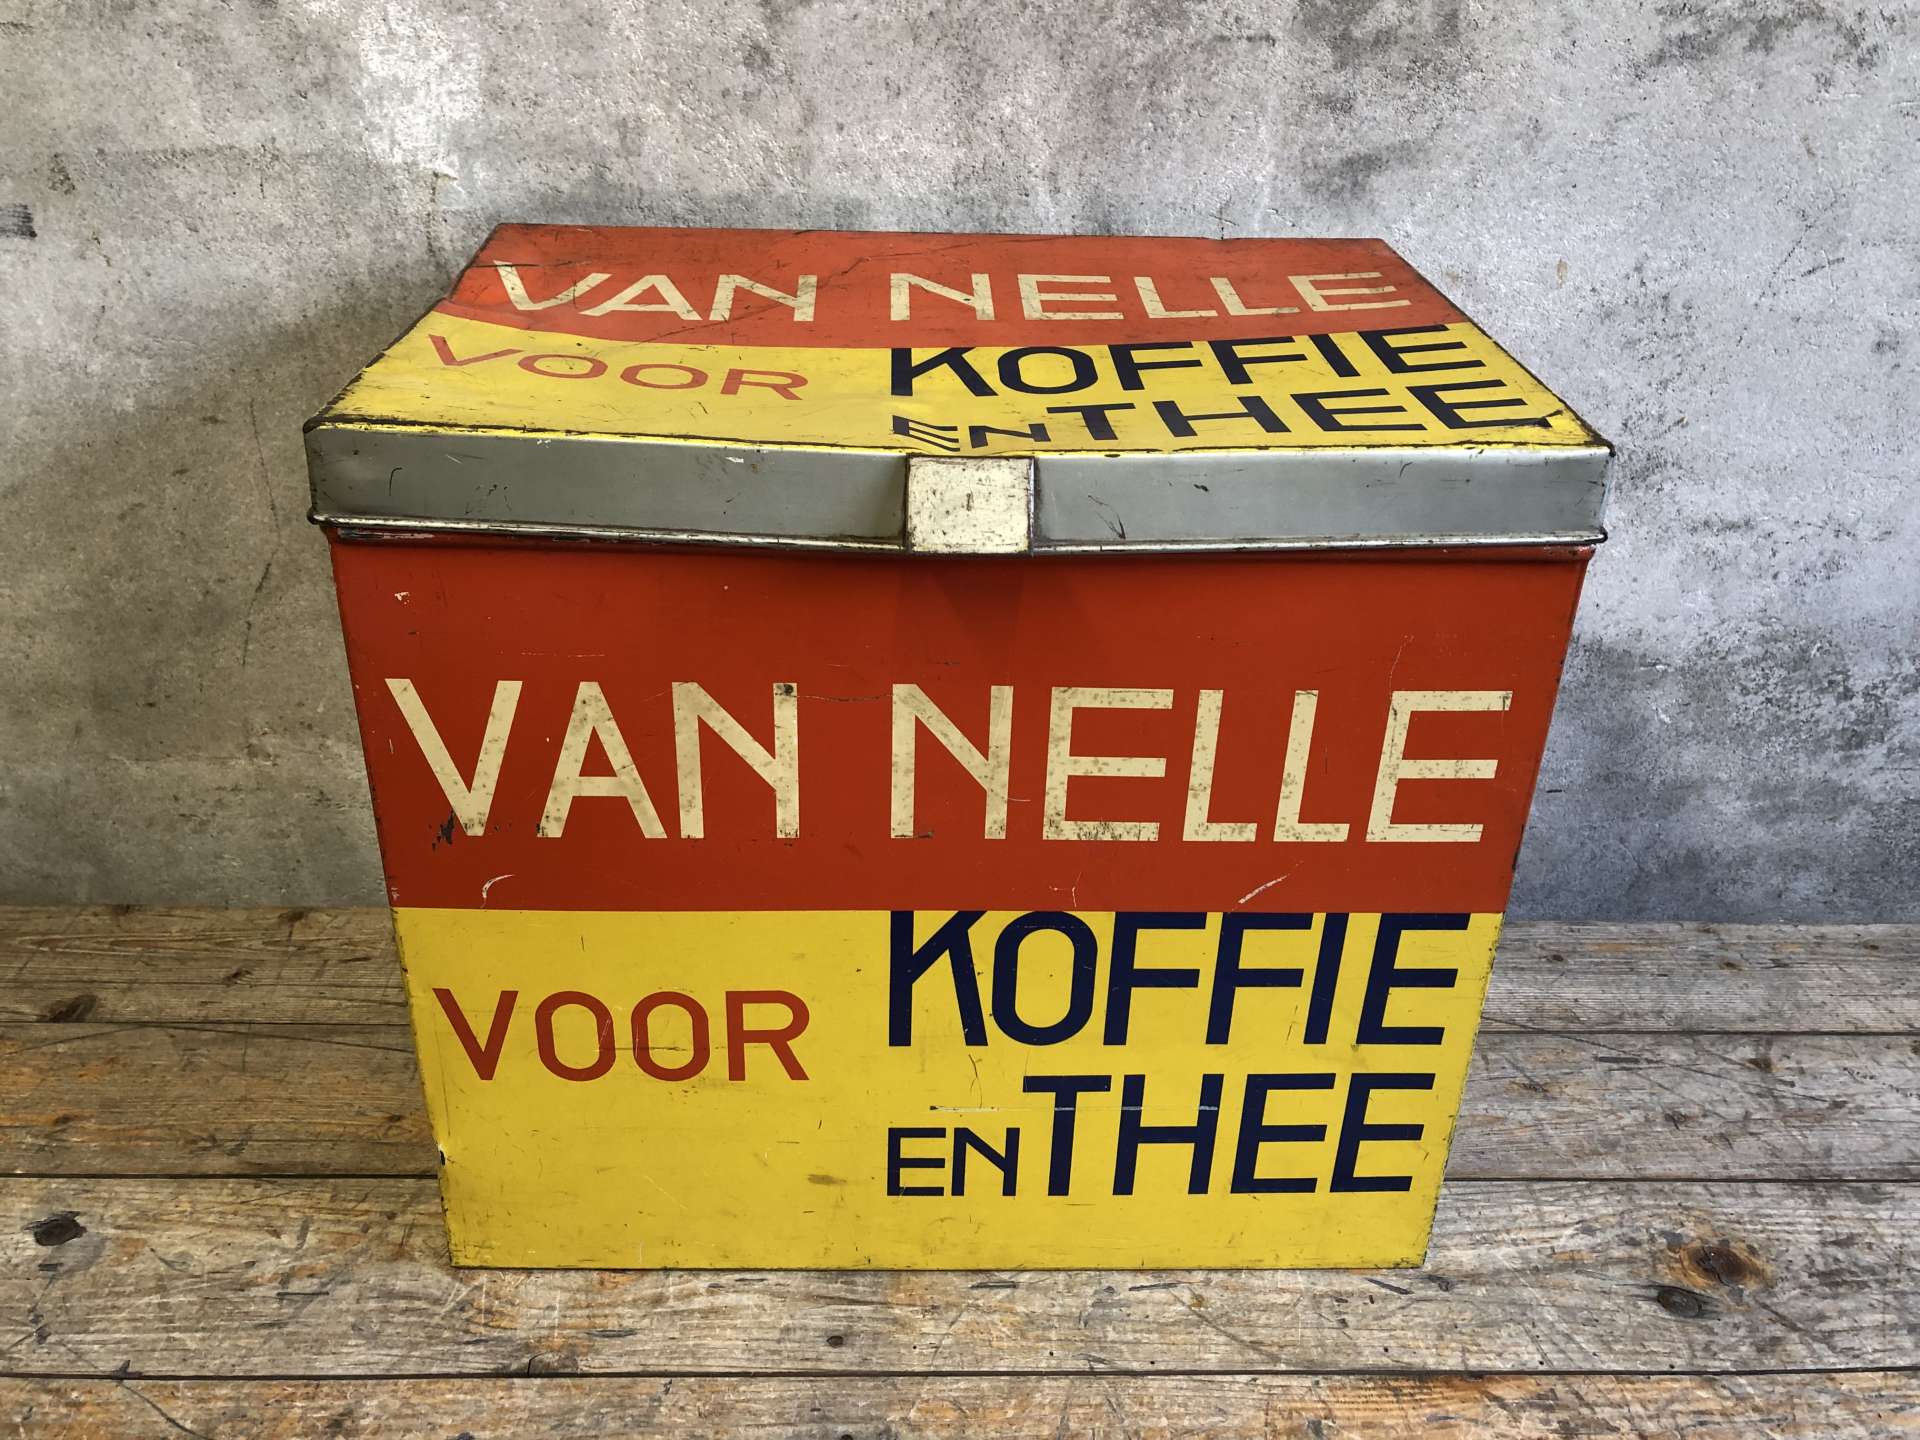 VAN NELLE
VOOR KOFFIE
EN THEE
VAN NELLE
VOOR KOFFIE
EN THEE